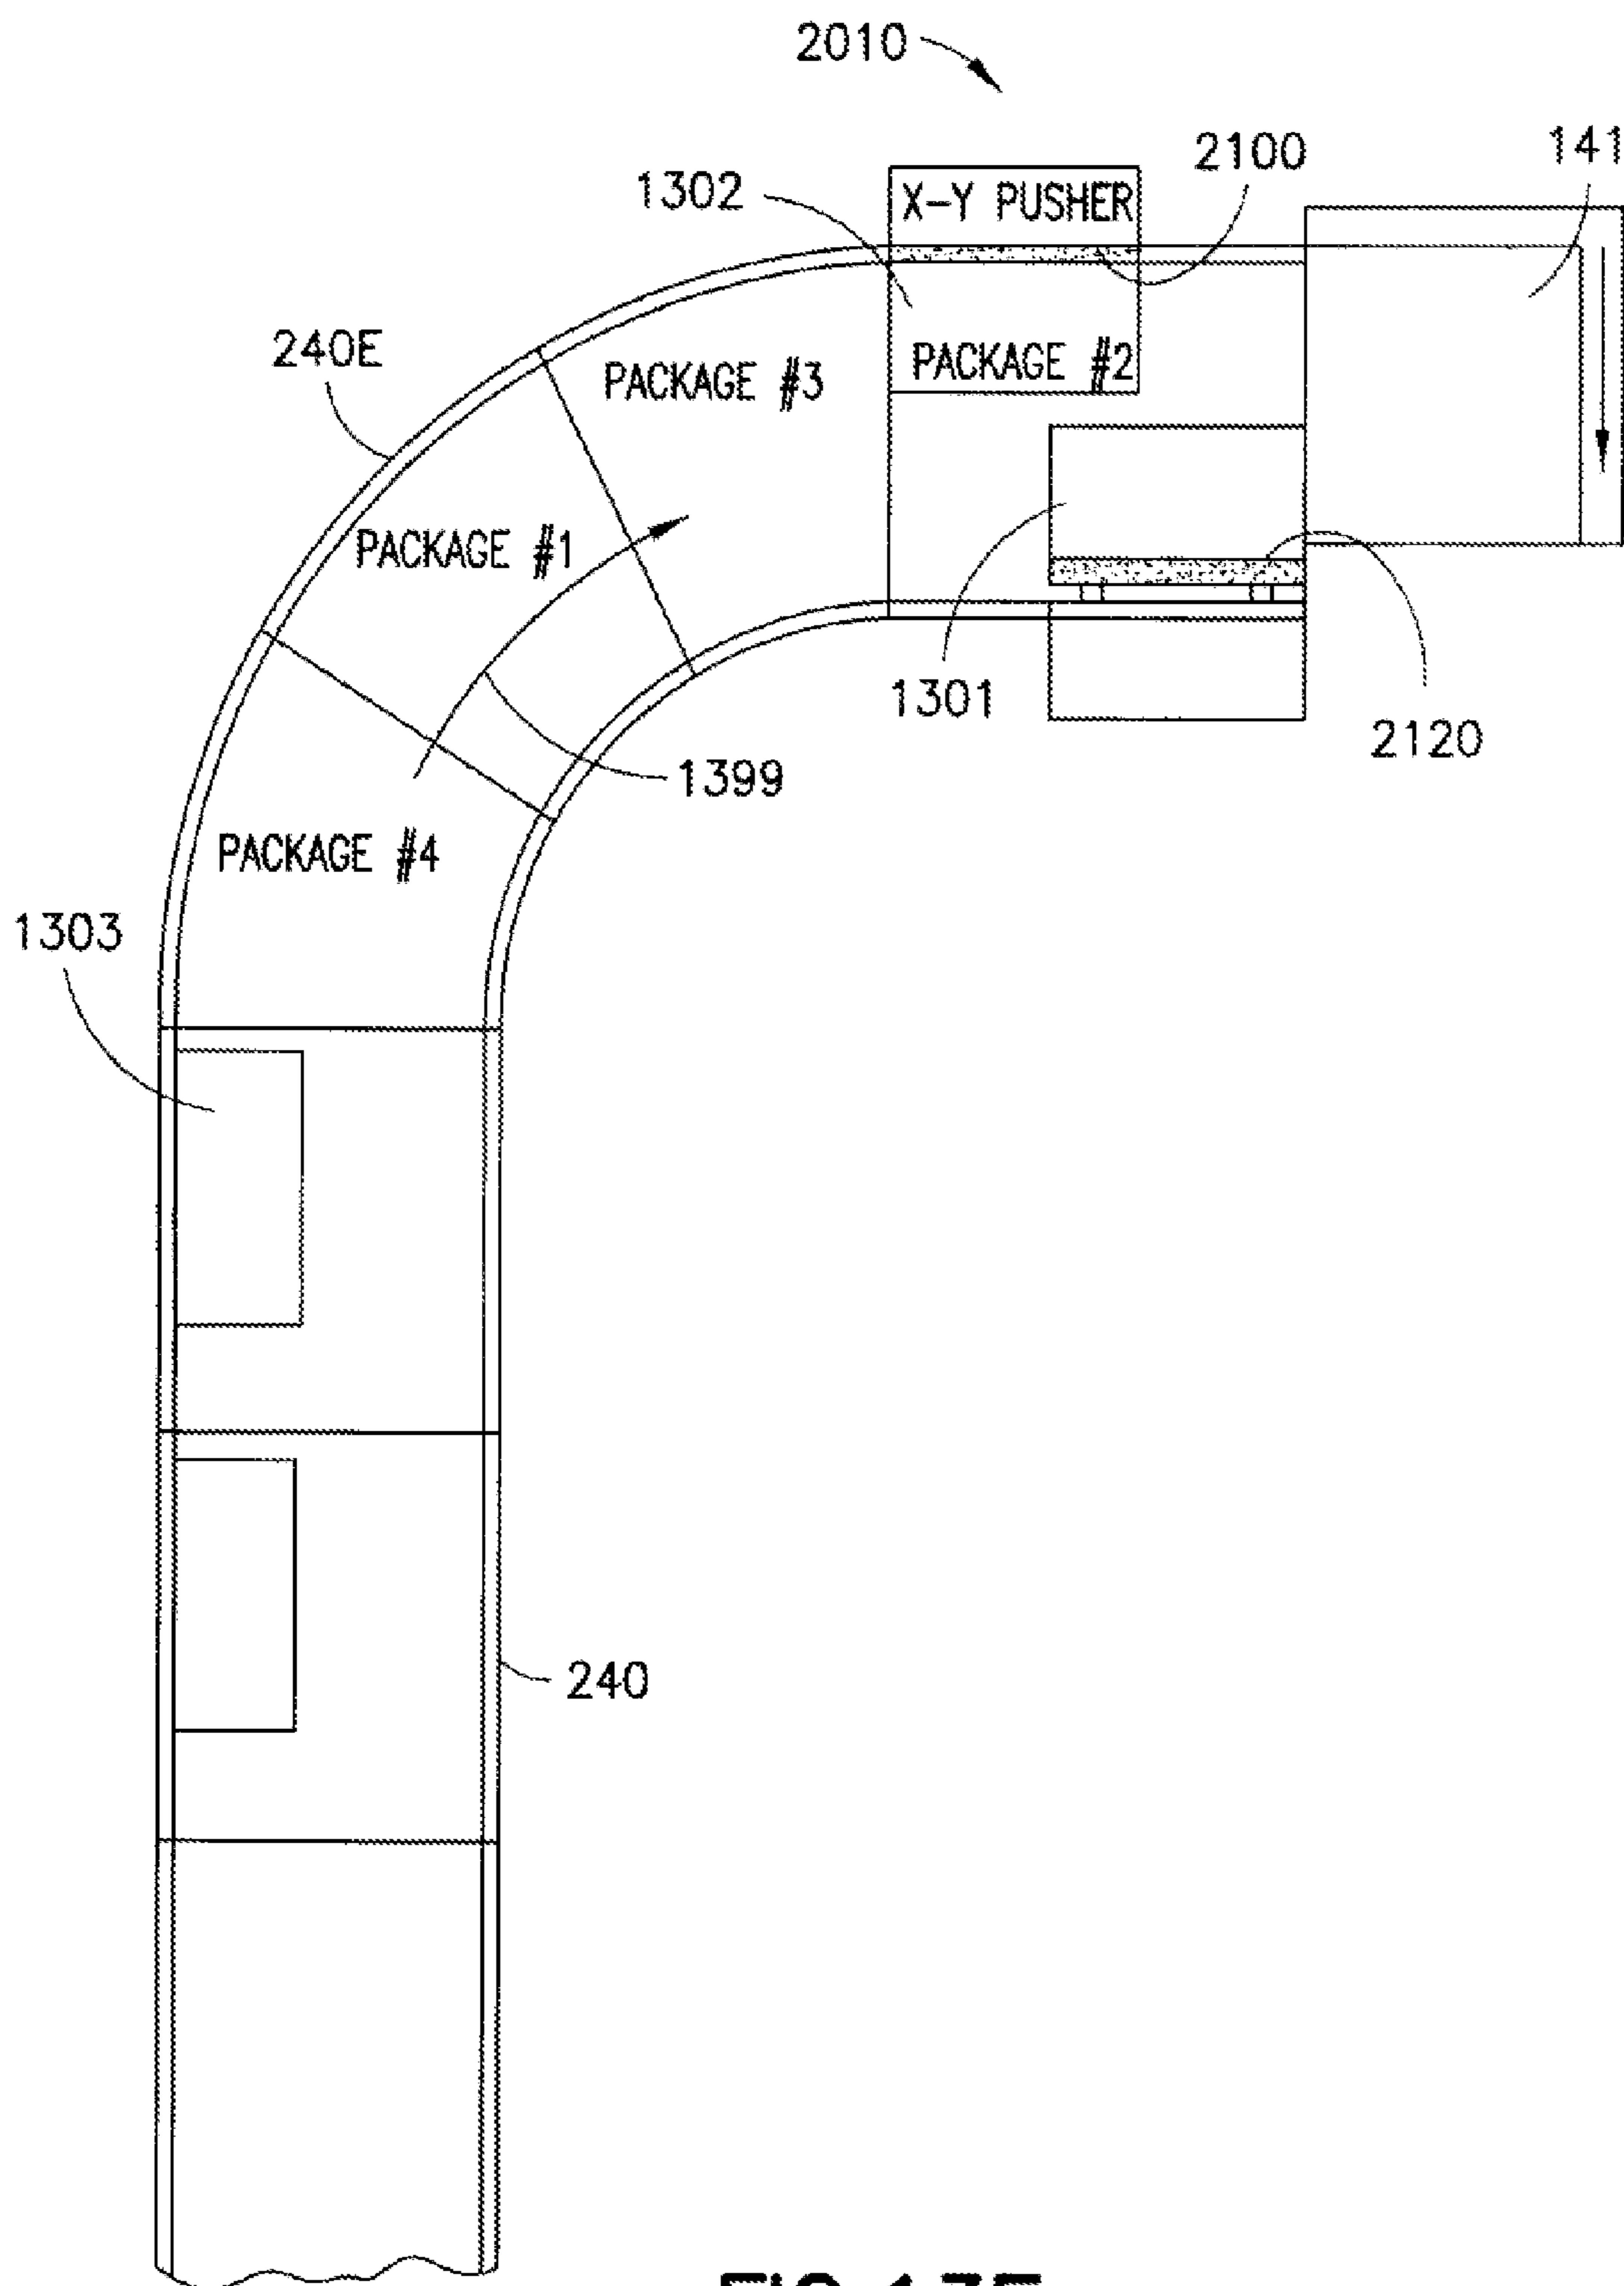 2010
2100
141
1302
X-Y PUSHER
240E
PACKAGE #3
PACKAGE #2
PACKAGE #1
1301
2120
1399
PACKAGE #4
1303
240